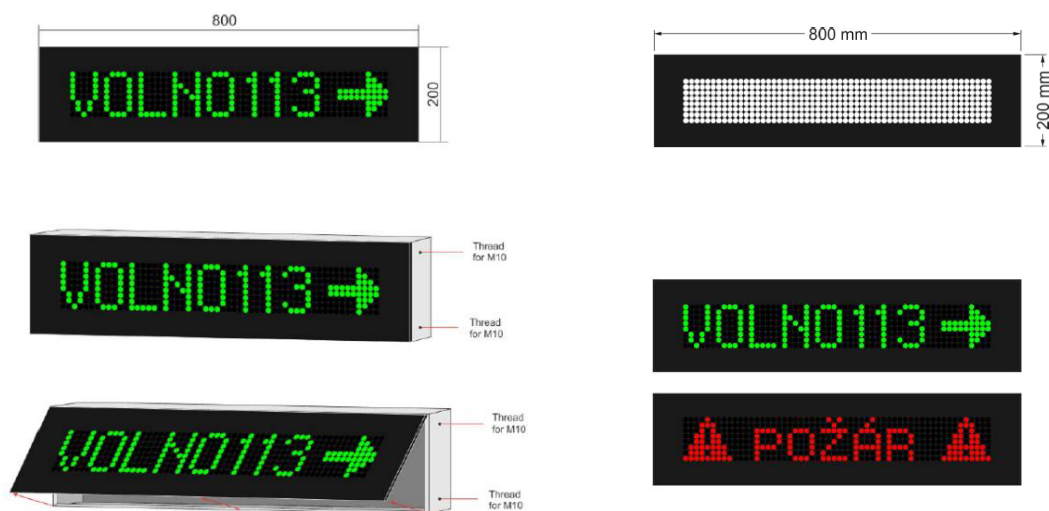 800
200
VOLNO113
Thread
for M10
VOLNO113
Thread
for M10
Thread
for M10
VOLNO113
Thread
for M10
800 mm
200 mm
VOLNO113
POŽÁR